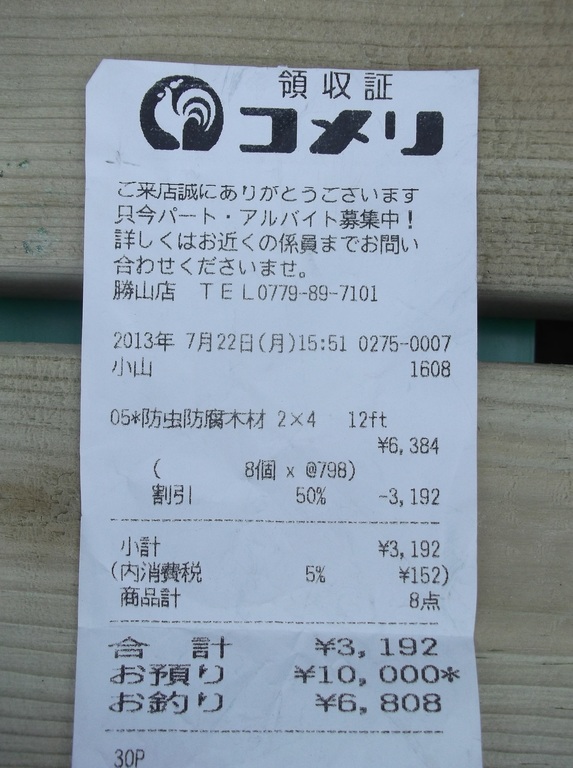 領収証
コメリ
ご来店誠にありがとうございます
只今パート・アルバイト募集中!
詳しくはお近くの係員までお問い
合わせくださいませ。
勝山店 TEL0779-89-7101
2013年 7月22日(月)15:51 0275-0007
小山 1608
05*防虫防腐木材 2×4 12ft
¥6,384
( 8個 x @798)
割引 50% -3,192
小計 ¥3,192
(内消費税 5% ¥152)
商品計 8点
合計 ¥3,192
お預り ¥10,000*
お釣り ¥6,808
30P